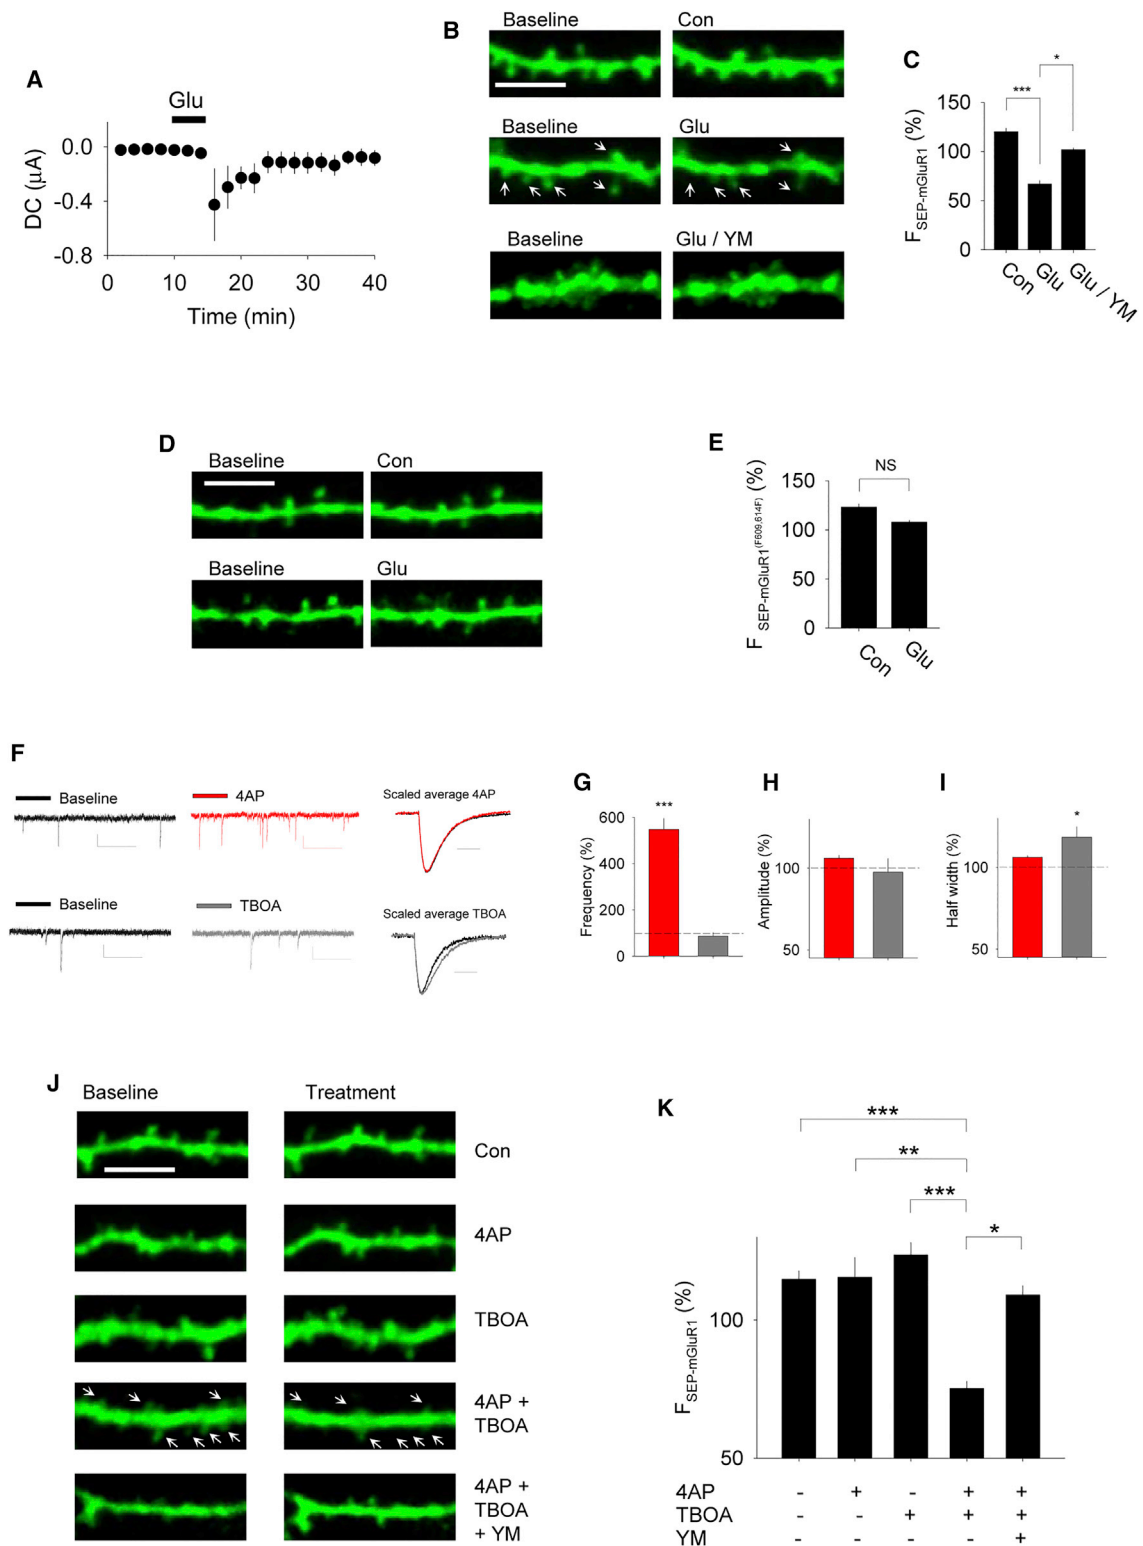 A
Glu
0.0
-0.4
-0.8
DC (μA)
0 10 20 30 40
Time (min)
B
Baseline Con
Baseline Glu
Baseline Glu / YM
C
*
***
150
100
50
0
F SEP-mGluR1 (%)
Con
Glu
Glu / YM
D
Baseline Con
Baseline Glu
E
NS
150
100
50
0
F SEP-mGluR1 (F609,614F) (%)
Con
Glu
F
Baseline 4AP Scaled average 4AP
Baseline TBOA Scaled average TBOA
G
***
600
400
200
0
Frequency (%)
H
100
50
Amplitude (%)
I
*
100
50
Half width (%)
J
Baseline Treatment
Con
4AP
TBOA
4AP +
TBOA
4AP +
TBOA
+ YM
K
***
**
***
*
100
50
F SEP-mGluR1 (%)
4AP - + - + +
TBOA - - + + +
YM - - - - +